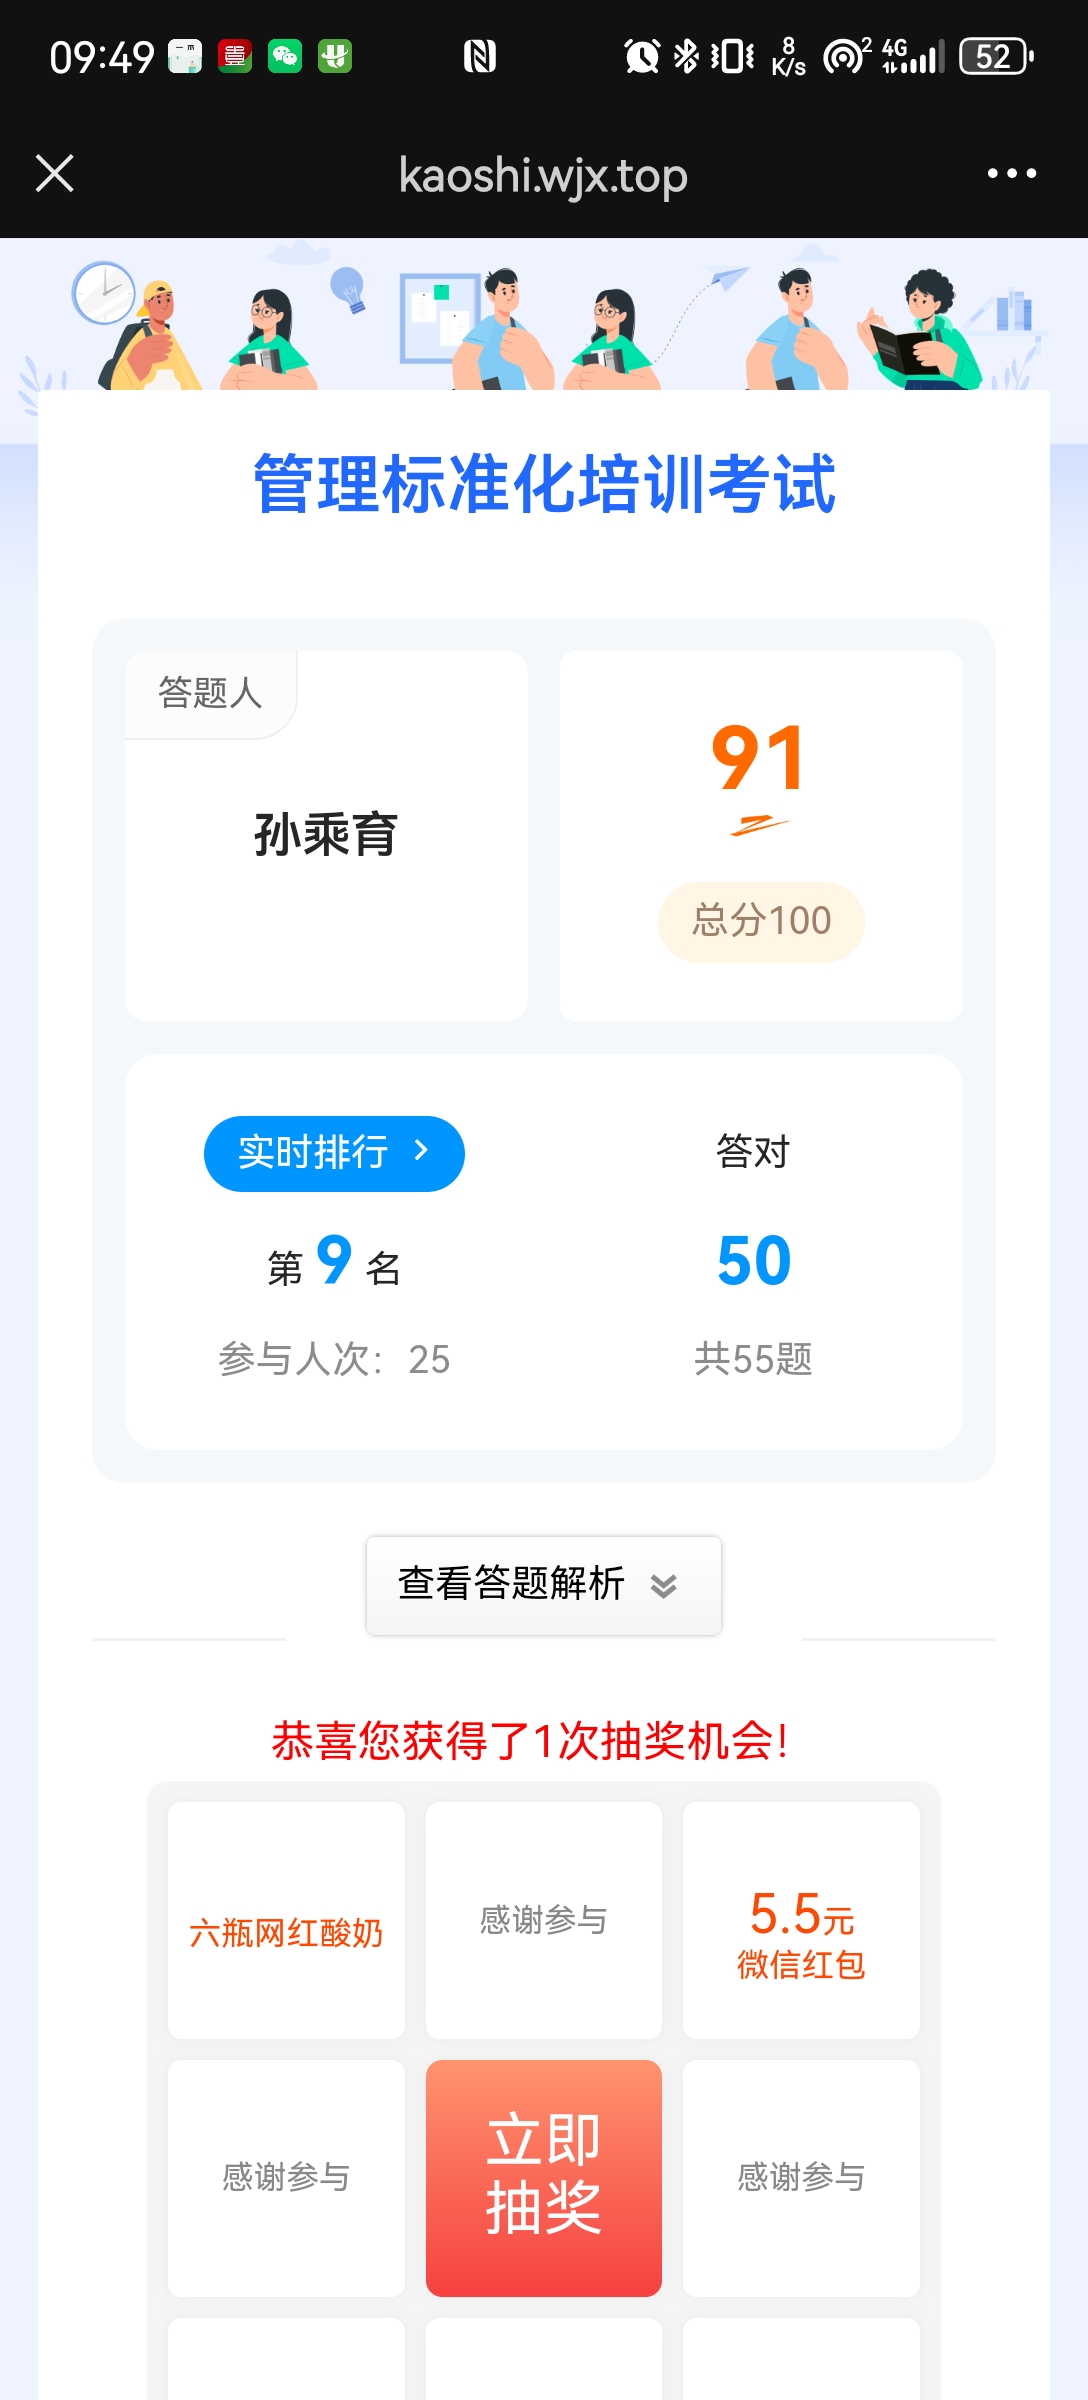 09:49
8
K/s
2
4G
52
kaoshi.wjx.top
管理标准化培训考试
答题人
孙乘育
91
总分100
实时排行
第 9 名
参与人次：25
答对
50
共55题
查看答题解析
恭喜您获得了1次抽奖机会！
六瓶网红酸奶
感谢参与
5.5元
微信红包
感谢参与
立即
抽奖
感谢参与